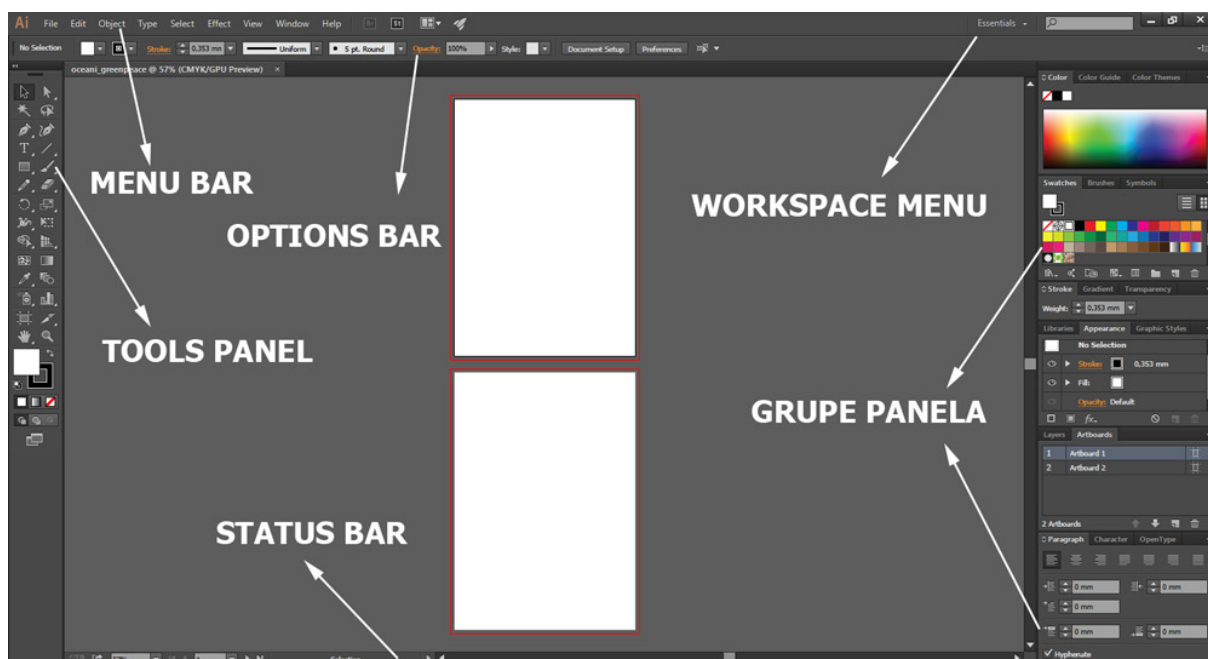 Ai File Edit Object Type Select Effect View Window Help Br St Essentials
No Selection Stroke: 0,353 mm Uniform 5 pt. Round Opacity: 100% Style: Document Setup Preferences
oceani_greenpeace @ 57% (CMYK/GPU Preview) ×
Color Color Guide Color Themes
MENU BAR
WORKSPACE MENU
OPTIONS BAR
Swatches Brushes Symbols
Stroke Gradient Transparency
Weight: 0,353 mm
TOOLS PANEL
Libraries Appearance Graphic Styles
No Selection
Stroke: 0,353 mm
Fill:
Opacity: Default
fx.
GRUPE PANELA
Layers Artboards
1 Artboard 1
2 Artboard 2
2 Artboards
STATUS BAR
Paragraph Character OpenType
0 mm 0 mm
0 mm
0 mm 0 mm
Hyphenate
Selection